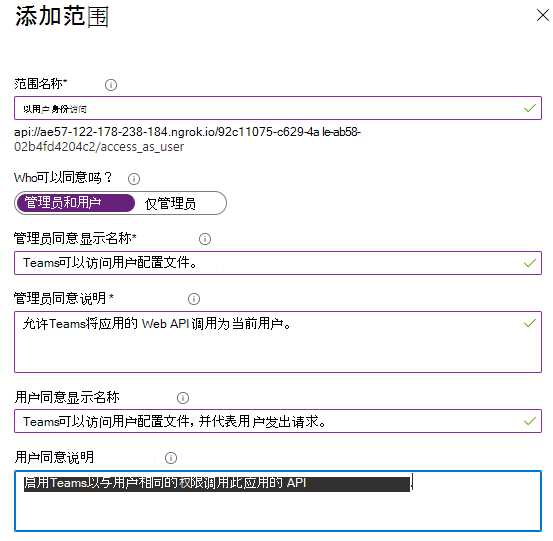 添加范围
范围名称*
以用户身份访问
api://ae57-122-178-238-184.ngrok.io/92c11075-c629-4a1e-ab58-
02b4fd4204c2/access_as_user
Who可以同意吗？
管理员和用户 仅管理员
管理员同意显示名称*
Teams可以访问用户配置文件。
管理员同意说明 *
允许Teams将应用的 Web API 调用为当前用户。
用户同意显示名称
Teams可以访问用户配置文件，并代表用户发出请求。
用户同意说明
启用Teams以与用户相同的权限调用此应用的 API